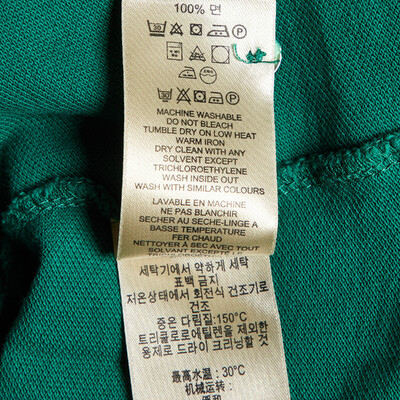 100% 면
MACHINE WASHABLE
DO NOT BLEACH
TUMBLE DRY ON LOW HEAT
WARM IRON
DRY CLEAN WITH ANY
SOLVENT EXCEPT
TRICHLOROETHYLENE
WASH INSIDE OUT
WASH WITH SIMILAR COLOURS
LAVABLE EN MACHINE
NE PAS BLANCHIR
SECHER AU SECHE-LINGE A
BASSE TEMPERATURE
FER CHAUD
NETTOYER A SEC AVEC TOUT
SOLVANT EXCEPTE LE
TRICHLOROETHYLENE
세탁기에서 약하게 세탁
표백 금지
저온상태에서 회전식 건조기로
건조
중온 다림질:150°C
트리클로로에틸렌을 제외한
용제로 드라이 크리닝할 것
最高水温：30°C
机械运转：